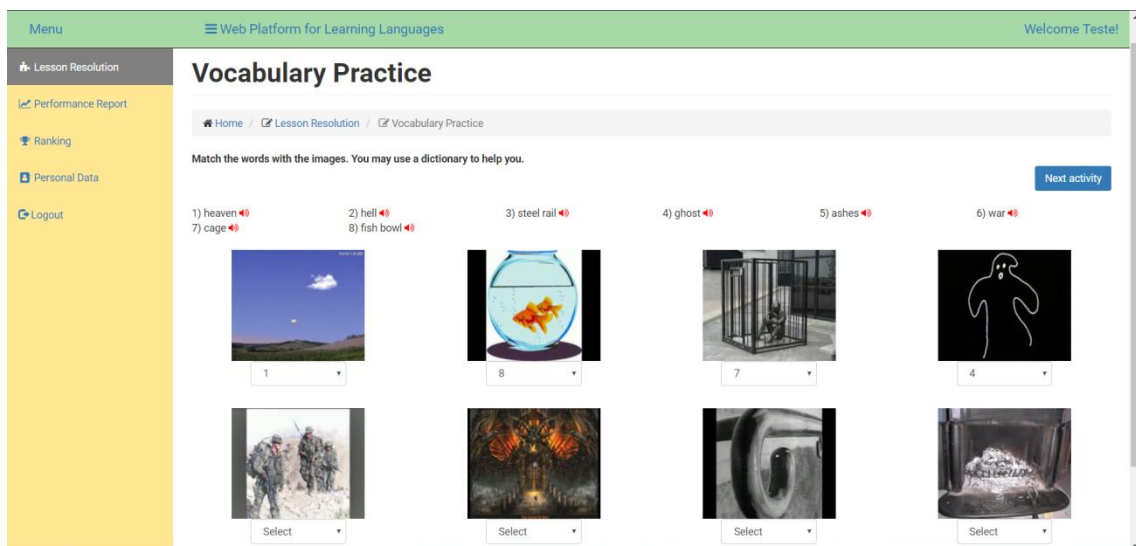 Menu
Web Platform for Learning Languages
Welcome Teste!
Lesson Resolution
Performance Report
Ranking
Personal Data
Logout
Vocabulary Practice
Home / Lesson Resolution / Vocabulary Practice
Match the words with the images. You may use a dictionary to help you.
Next activity
1) heaven 2) hell 3) steel rail 4) ghost 5) ashes 6) war
7) cage 8) fish bowl
1 8 7 4
Select Select Select Select